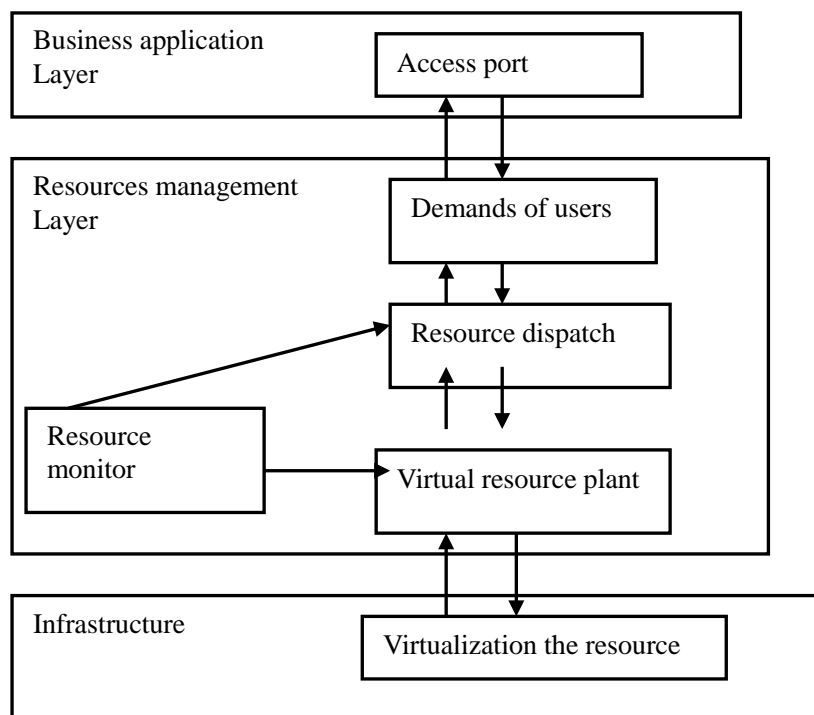 Business application
Layer
Access port
Resources management
Layer
Demands of users
Resource dispatch
Resource
monitor
Virtual resource plant
Infrastructure
Virtualization the resource